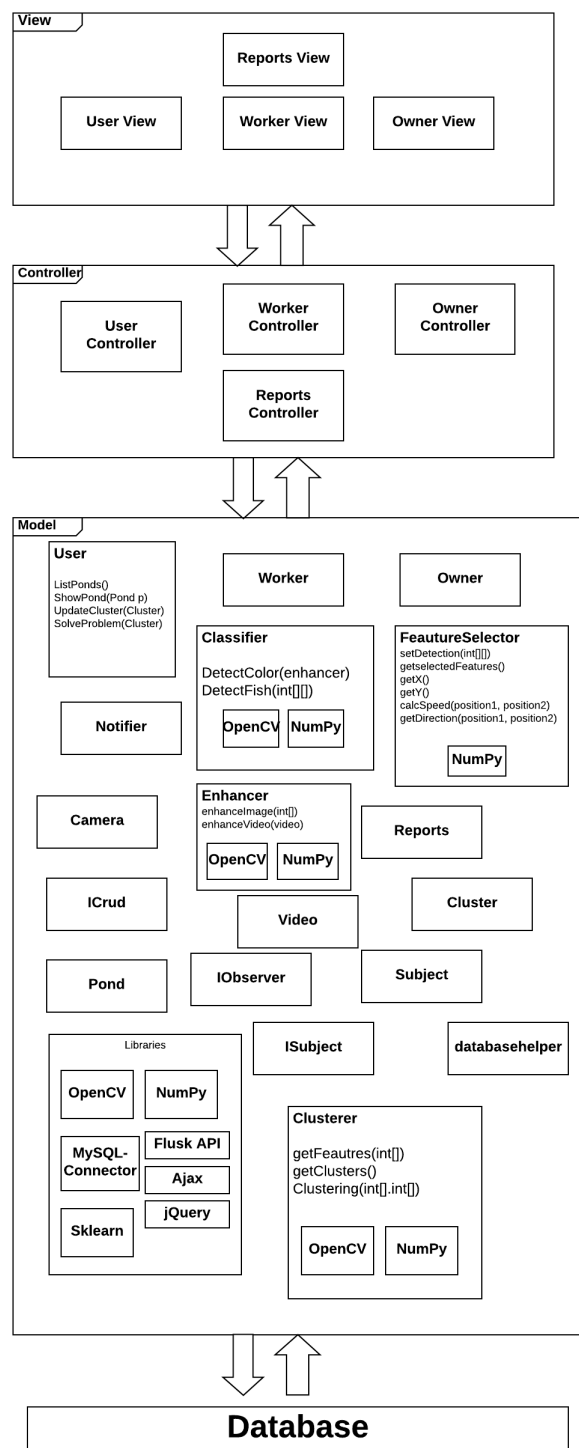 View
Reports View
User View
Worker View
Owner View
Controller
User
Controller
Worker
Controller
Owner
Controller
Reports
Controller
Model
User
ListPonds()
ShowPond(Pond p)
UpdateCluster(Cluster)
SolveProblem(Cluster)
Worker
Owner
Classifier
DetectColor(enhancer)
DetectFish(int[][])
OpenCV
NumPy
FeautureSelector
setDetection(int[][])
getselectedFeatures()
getX()
getY()
calcSpeed(position1, position2)
getDirection(position1, position2)
NumPy
Notifier
Camera
Enhancer
enhanceImage(int[])
enhanceVideo(video)
OpenCV
NumPy
Reports
ICrud
Video
Cluster
Pond
IObserver
Subject
Libraries
OpenCV
NumPy
MySQL-
Connector
Flusk API
Ajax
jQuery
Sklearn
ISubject
databasehelper
Clusterer
getFeautres(int[])
getClusters()
Clustering(int[].int[])
OpenCV
NumPy
Database